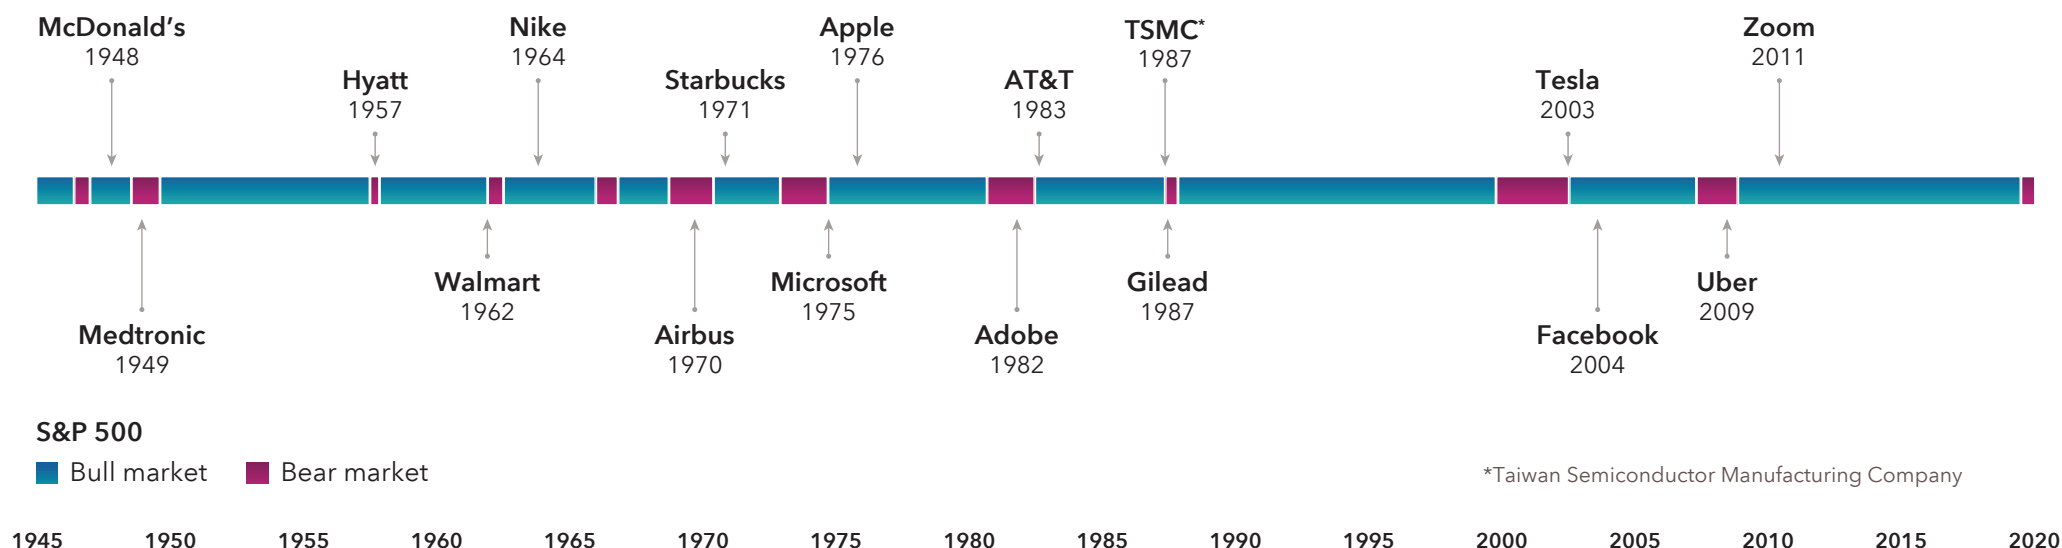 McDonald’s
1948
Nike
1964
Apple
1976
TSMC*
1987
Zoom
2011
Hyatt
1957
Starbucks
1971
AT&T
1983
Tesla
2003
Walmart
1962
Microsoft
1975
Gilead
1987
Uber
2009
Medtronic
1949
Airbus
1970
Adobe
1982
Facebook
2004
S&P 500
Bull market
Bear market
*Taiwan Semiconductor Manufacturing Company
1945 1950 1955 1960 1965 1970 1975 1980 1985 1990 1995 2000 2005 2010 2015 2020